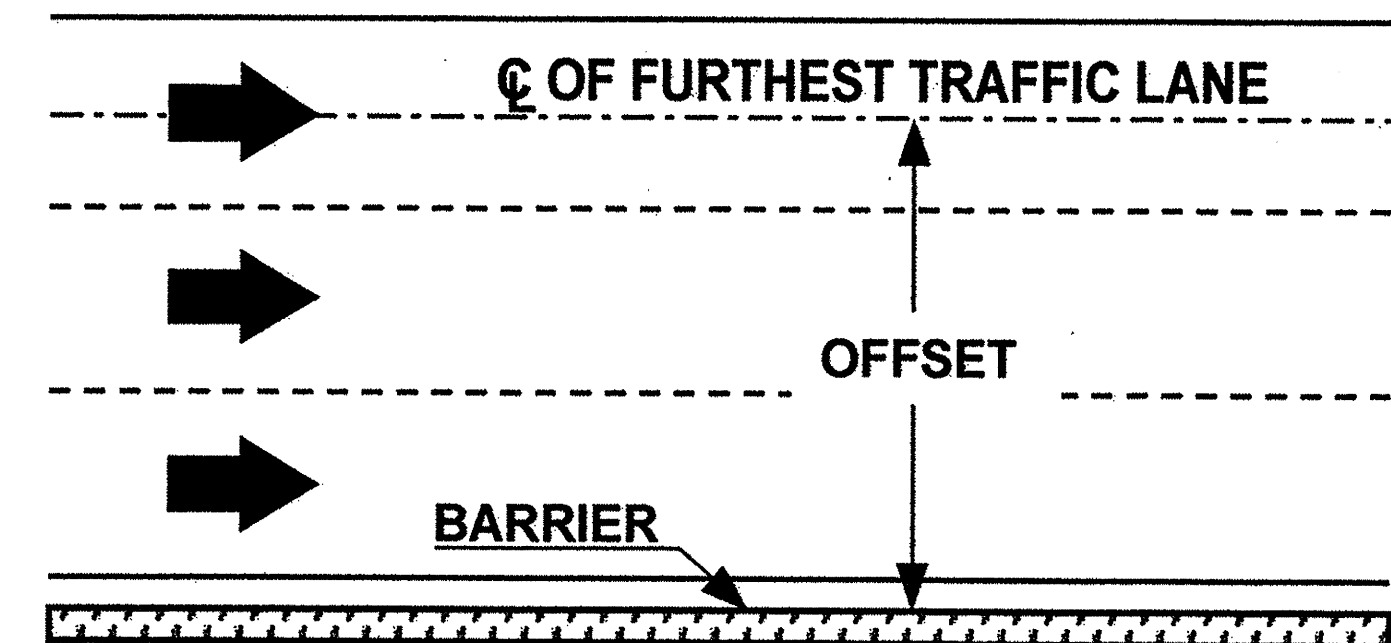 ℄ OF FURTHEST TRAFFIC LANE
OFFSET
BARRIER